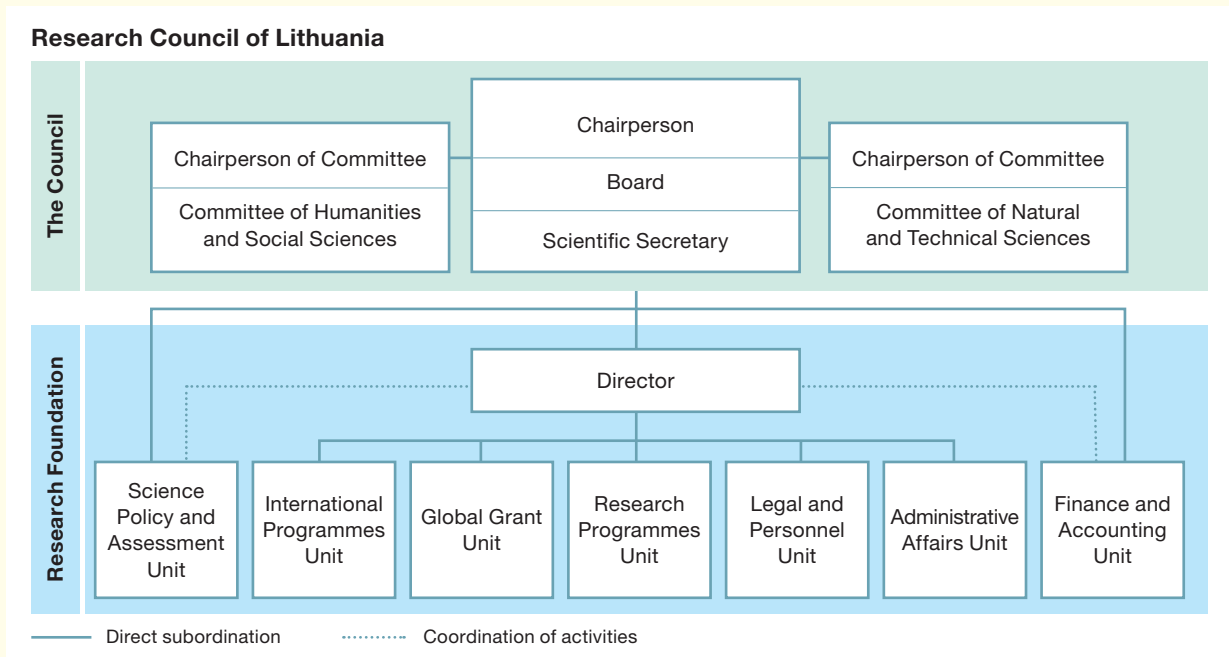 Research Council of Lithuania
The Council
Chairperson of Committee
Committee of Humanities
and Social Sciences
Chairperson
Board
Scientific Secretary
Chairperson of Committee
Committee of Natural
and Technical Sciences
Research Foundation
Director
Science
Policy and
Assessment
Unit
International
Programmes
Unit
Global Grant
Unit
Research
Programmes
Unit
Legal and
Personnel
Unit
Administrative
Affairs Unit
Finance and
Accounting
Unit
Direct subordination
Coordination of activities